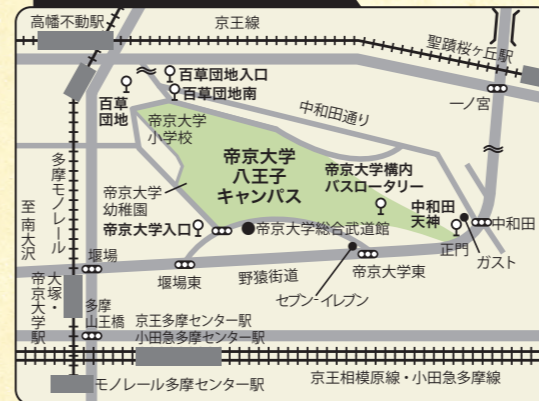 高幡不動駅
京王線
聖蹟桜ヶ丘駅
百草団地入口
百草団地南
百草
団地
中和田通り
一ノ宮
帝京大学
小学校
帝京大学
八王子
キャンパス
帝京大学構内
バスロータリー
多摩モノレール
至 南大沢
帝京大学
幼稚園
帝京大学入口
帝京大学総合武道館
中和田
天神
中和田
正門
ガスト
堰場
堰場東
野猿街道
帝京大学東
セブン-イレブン
大塚・
帝京大学駅
多摩
山王橋
京王多摩センター駅
小田急多摩センター駅
モノレール多摩センター駅
京王相模原線・小田急多摩線